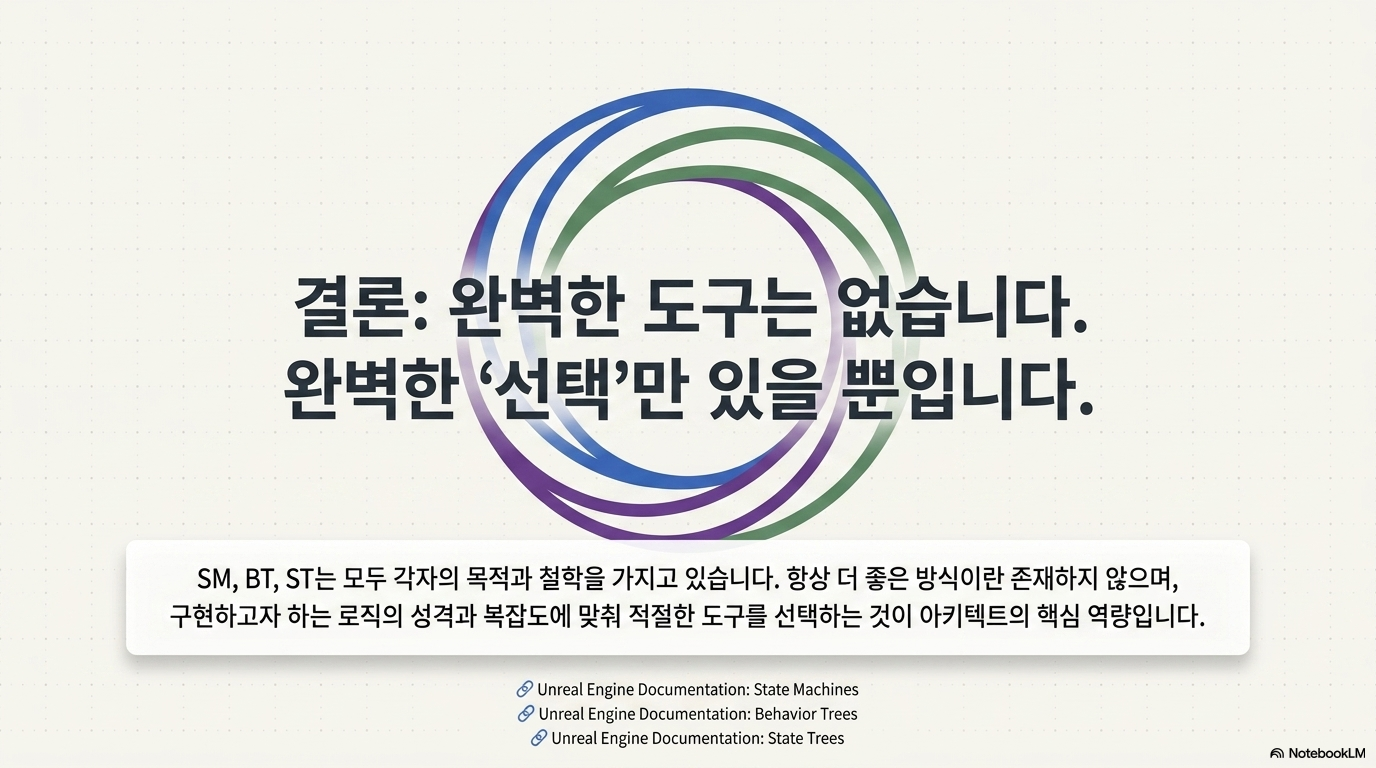 결론: 완벽한 도구는 없습니다.
완벽한 ‘선택’만 있을 뿐입니다.
SM, BT, ST는 모두 각자의 목적과 철학을 가지고 있습니다. 항상 더 좋은 방식이란 존재하지 않으며,
구현하고자 하는 로직의 성격과 복잡도에 맞춰 적절한 도구를 선택하는 것이 아키텍트의 핵심 역량입니다.
Unreal Engine Documentation: State Machines
Unreal Engine Documentation: Behavior Trees
Unreal Engine Documentation: State Trees
NotebookLM